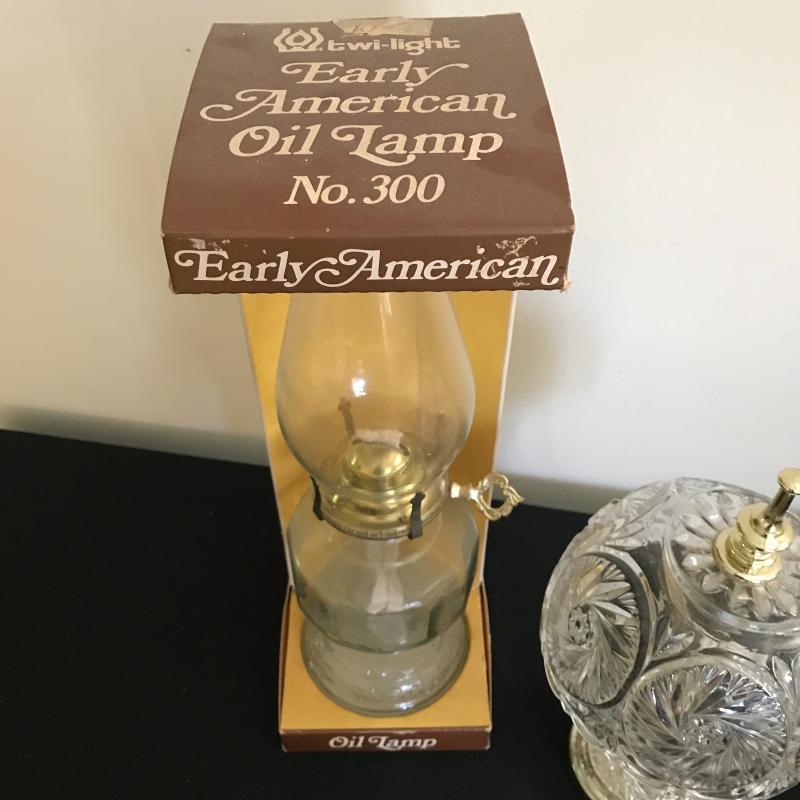 twi-light
Early
American
Oil Lamp
No. 300
Early American
Oil Lamp